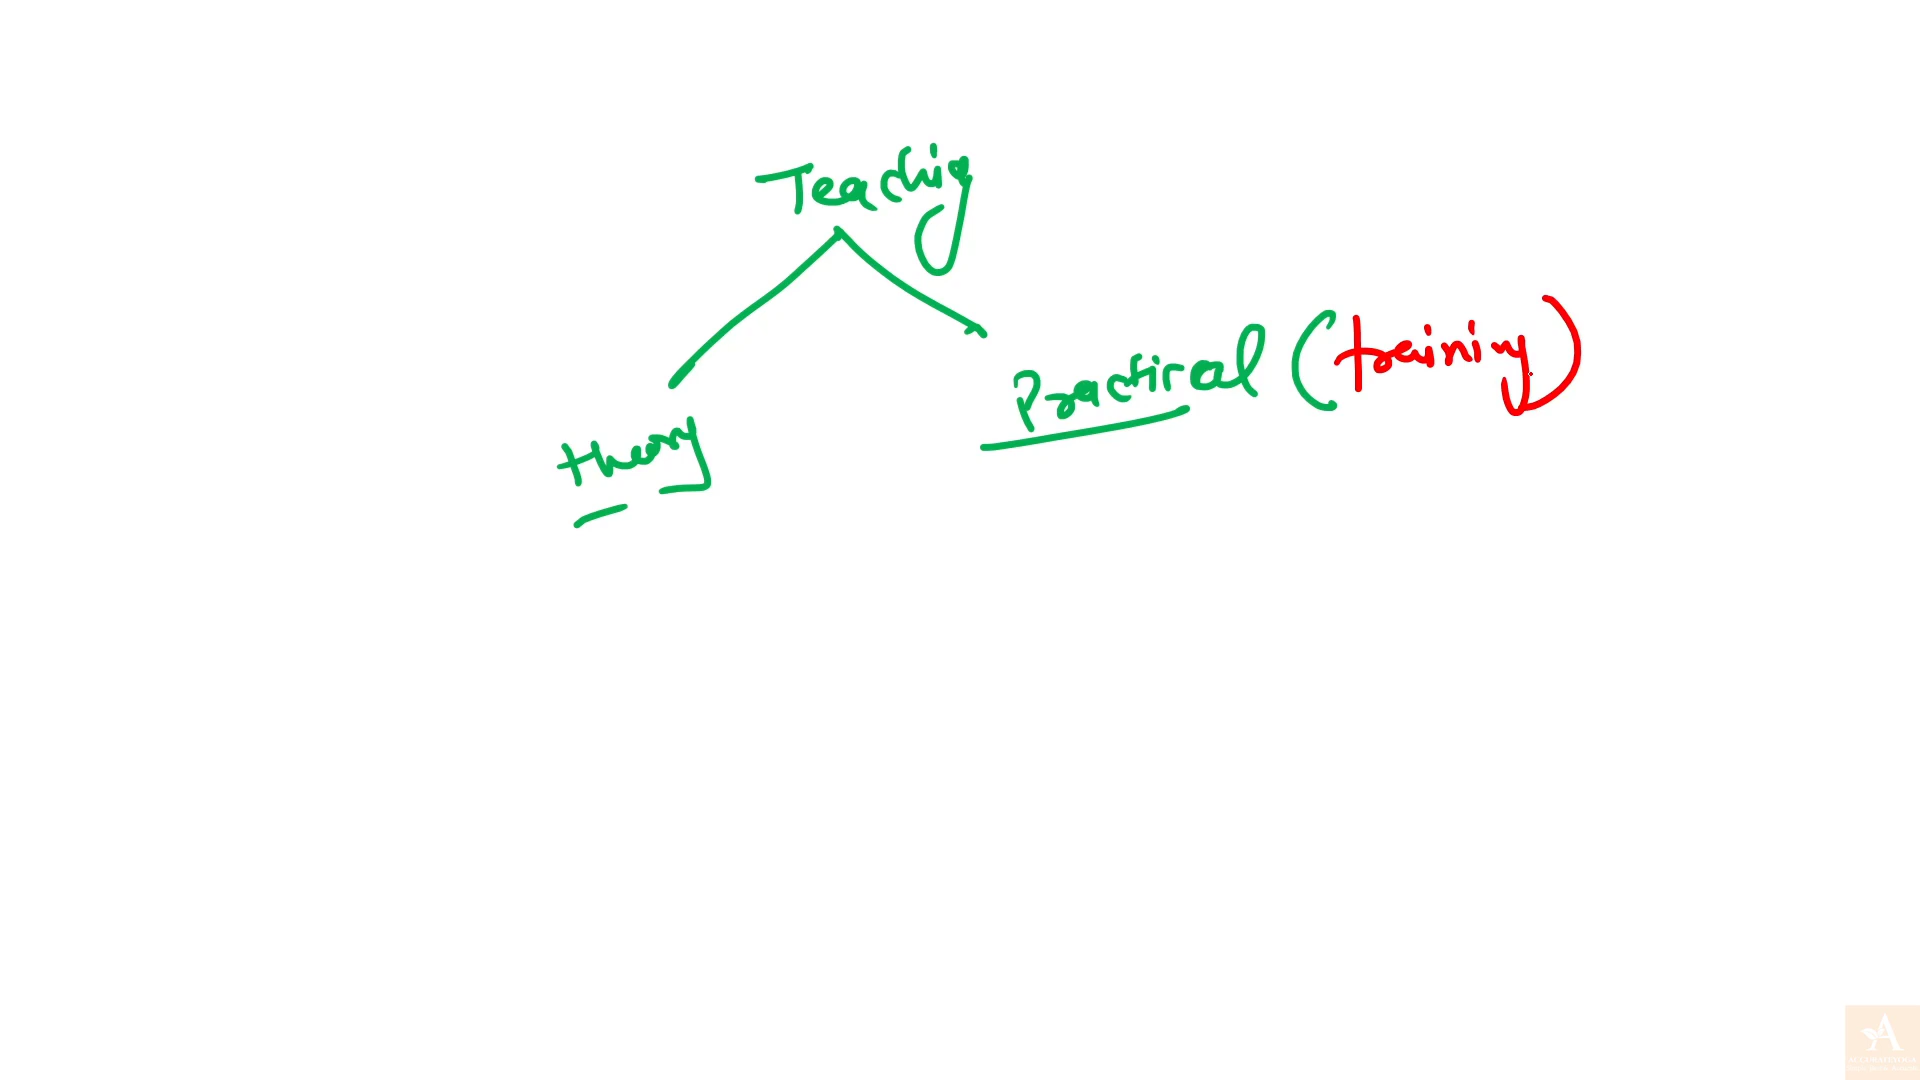 Teaching
Practical (training)
theory
A